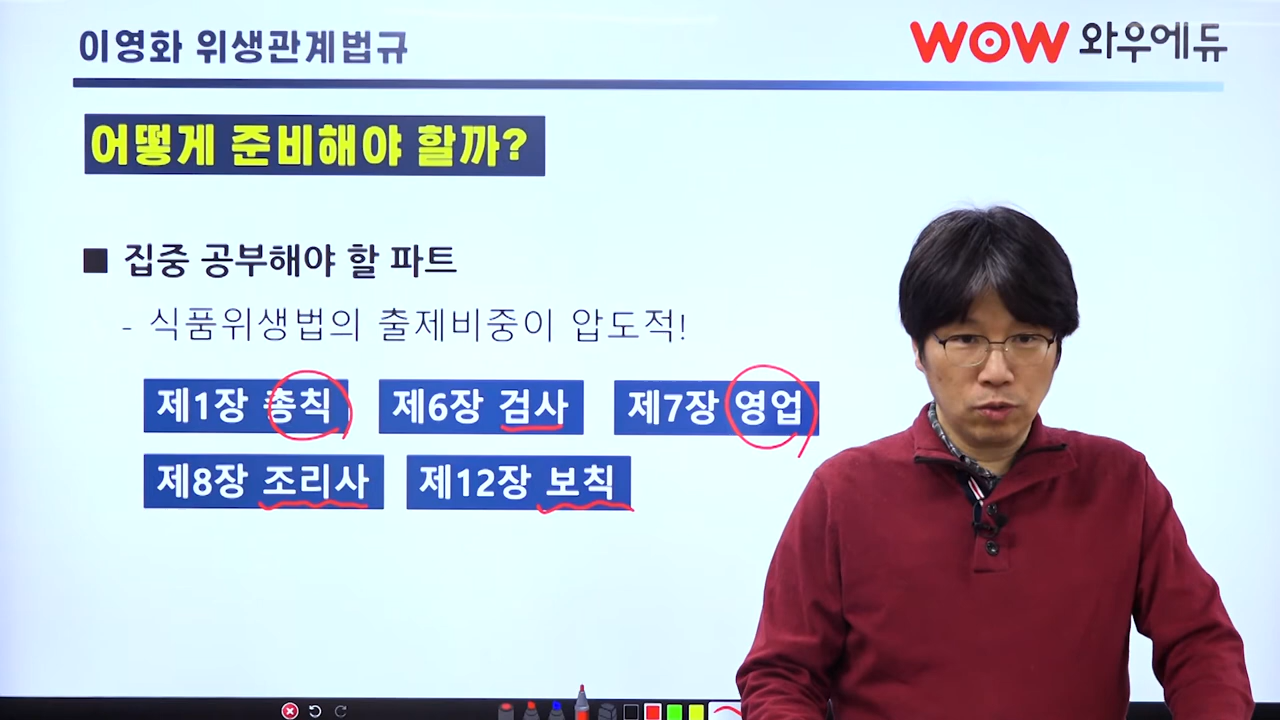 이영화 위생관계법규
WOW 와우에듀
어떻게 준비해야 할까?
집중 공부해야 할 파트
- 식품위생법의 출제비중이 압도적!
제1장 총칙 제6장 검사 제7장 영업
제8장 조리사 제12장 보칙